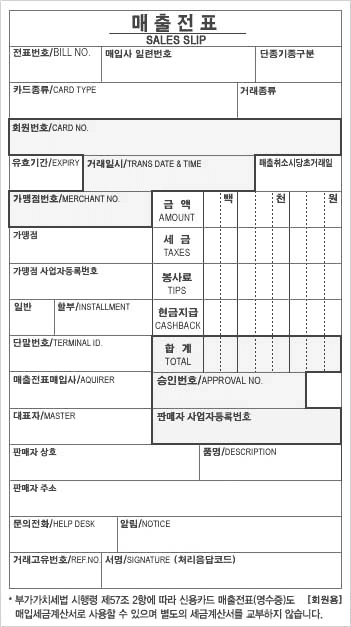 매출전표
SALES SLIP
전표번호/BILL NO. 매입사 일련번호 단종기종구분
카드종류/CARD TYPE 거래종류
회원번호/CARD NO.
유효기간/EXPIRY 거래일시/TRANS DATE & TIME 매출취소시당초거래일
가맹점번호/MERCHANT NO. 금 액 백 천 원
AMOUNT
가맹점 세 금
TAXES
가맹점 사업자등록번호 봉사료
TIPS
일반 할부/INSTALLMENT 현금지급
CASHBACK
단말번호/TERMINAL ID. 합 계
TOTAL
매출전표매입사/AQUIRER 승인번호/APPROVAL NO.
대표자/MASTER 판매자 사업자등록번호
판매자 상호 품명/DESCRIPTION
판매자 주소
문의전화/HELP DESK 알림/NOTICE
거래고유번호/REF.NO. 서명/SIGNATURE (처리응답코드)
* 부가가치세법 시행령 제57조 2항에 따라 신용카드 매출전표(영수증)도 [회원용]
매입세금계산서로 사용할 수 있으며 별도의 세금계산서를 교부하지 않습니다.